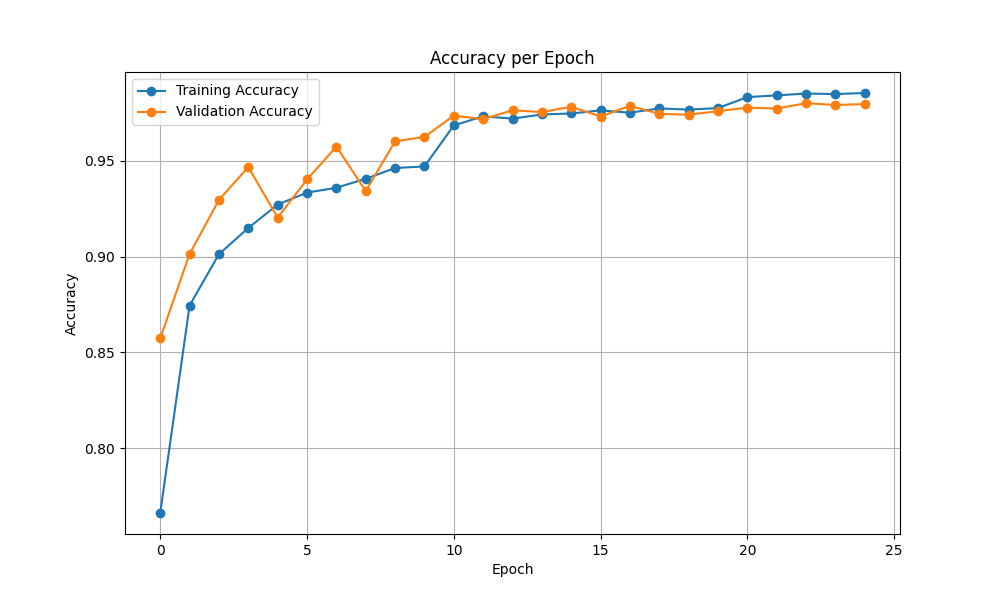 Accuracy per Epoch
Training Accuracy
Validation Accuracy
Accuracy
0.95
0.90
0.85
0.80
0 5 10 15 20 25
Epoch